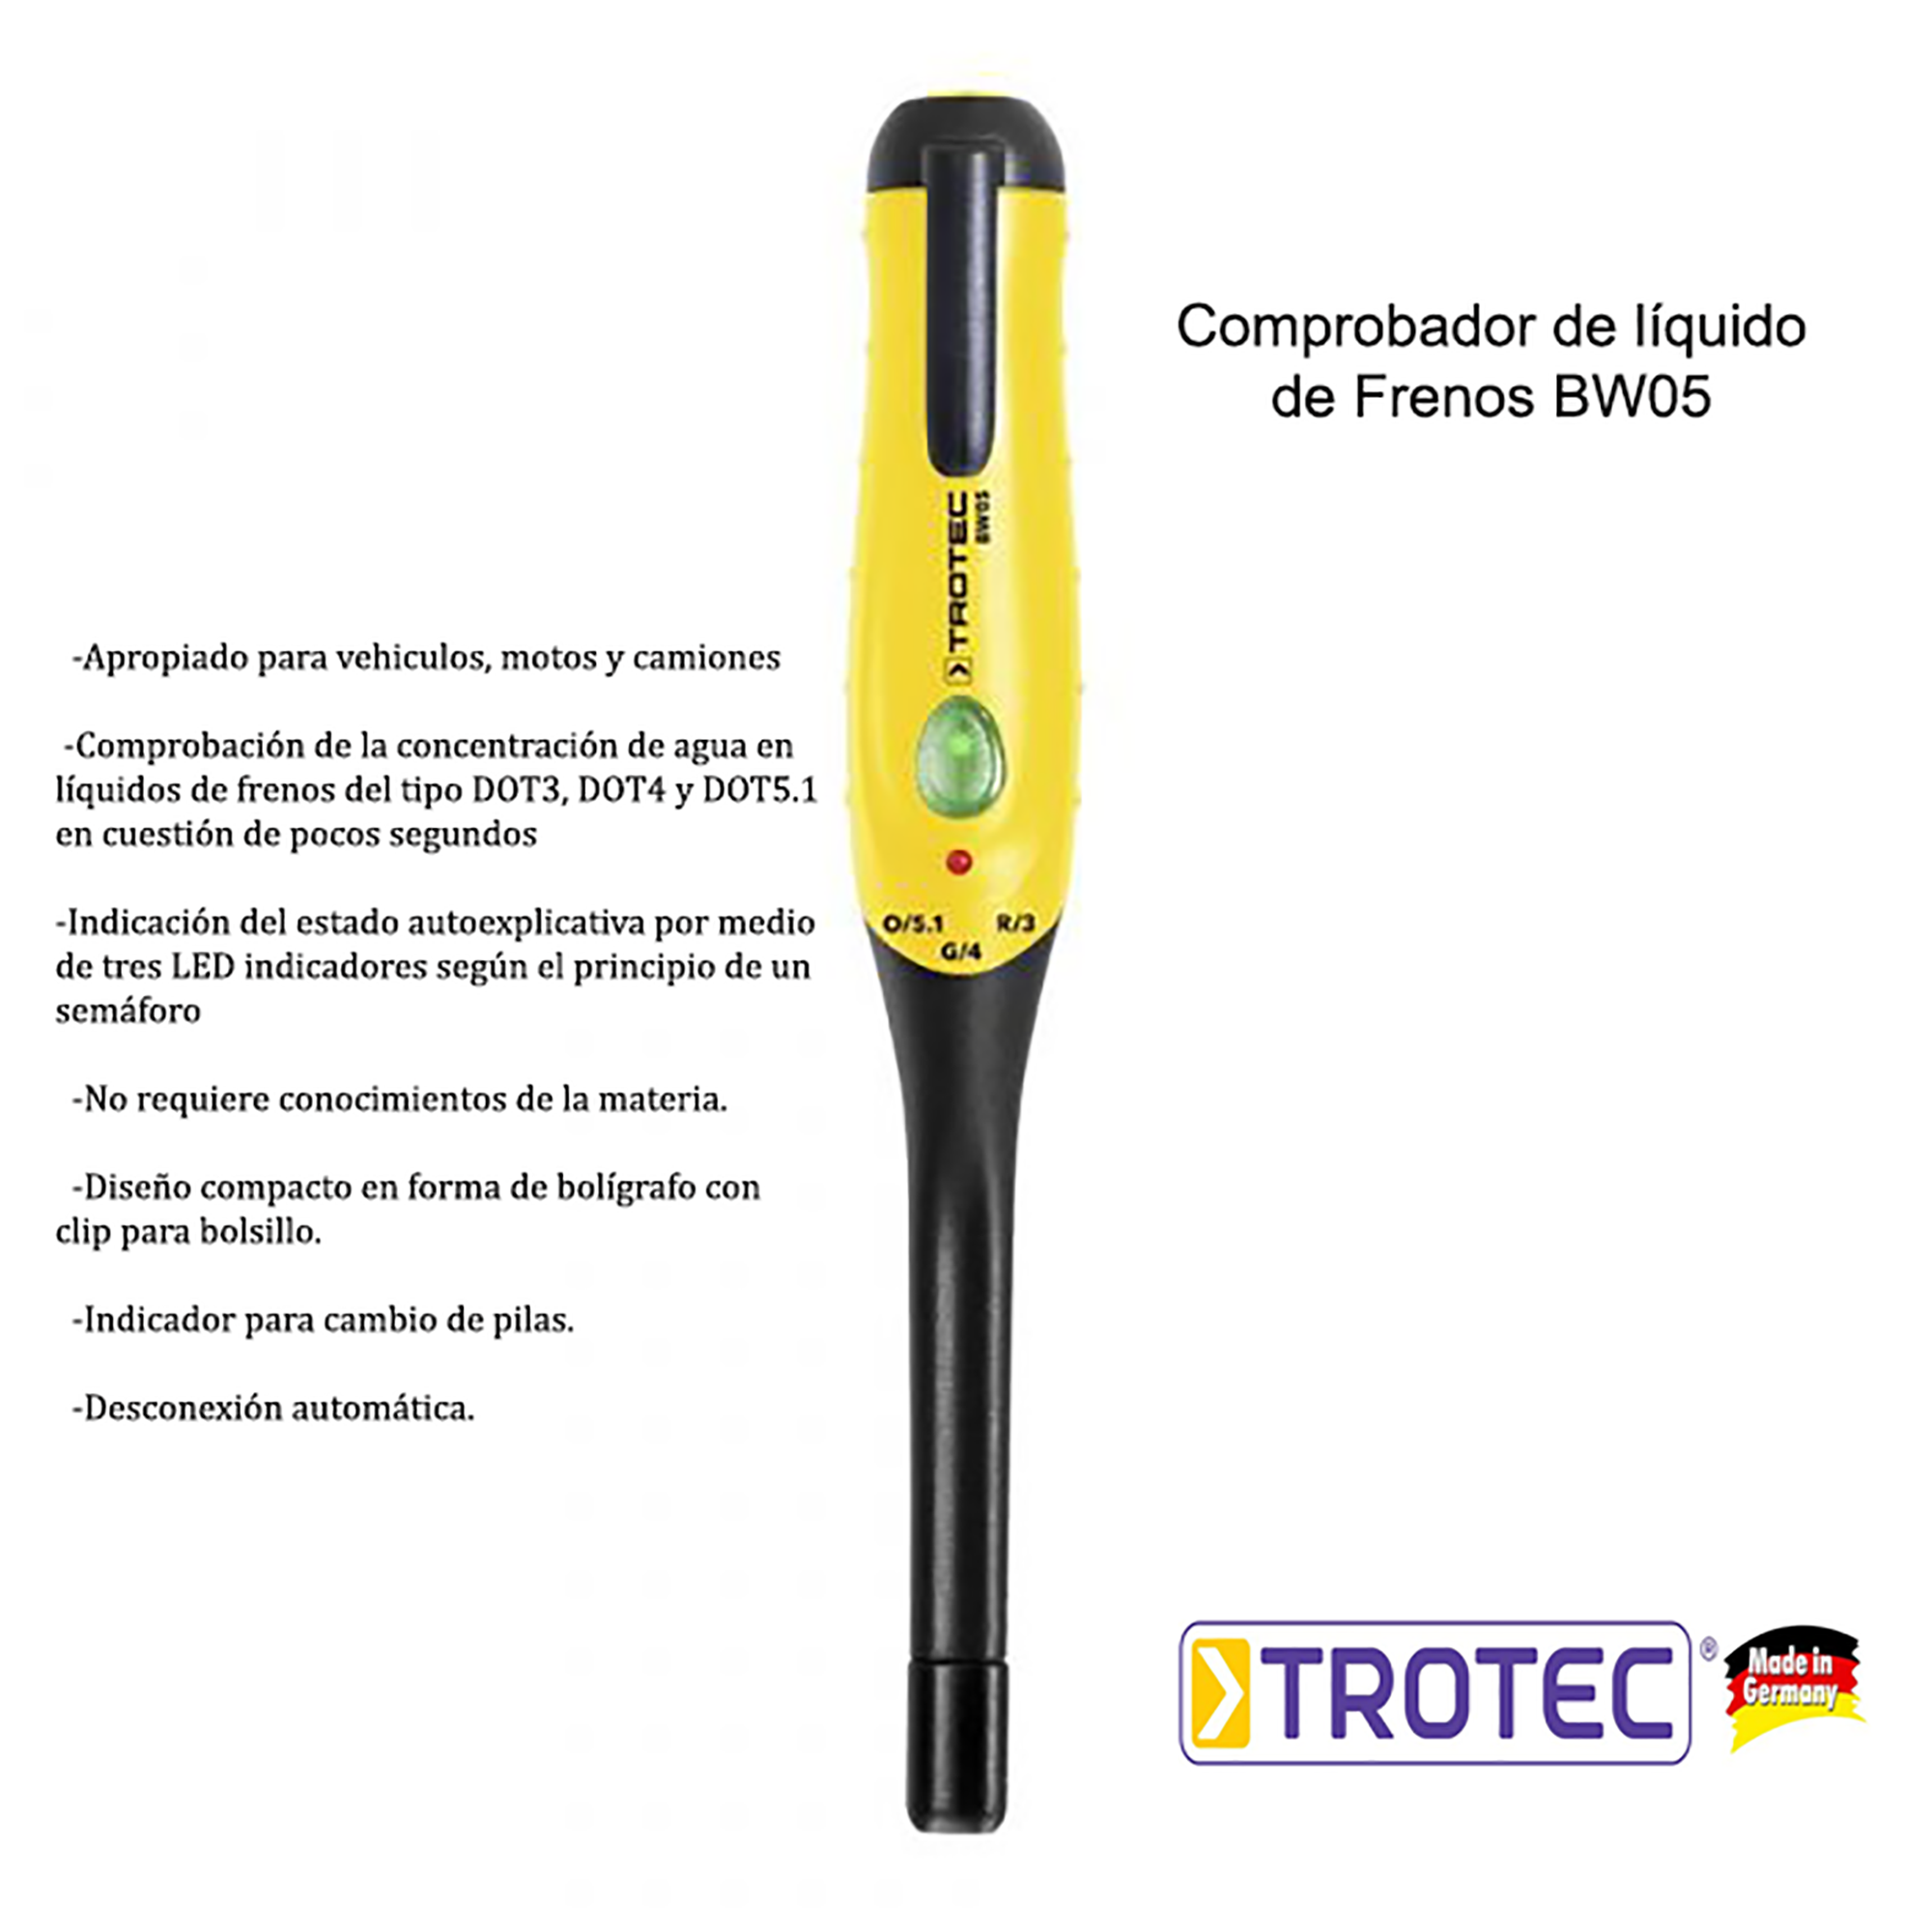 Comprobador de líquido
de Frenos BW05
TROTEC
BW05
O/5.1
R/3
G/4
-Apropiado para vehiculos, motos y camiones
-Comprobación de la concentración de agua en
líquidos de frenos del tipo DOT3, DOT4 y DOT5.1
en cuestión de pocos segundos
-Indicación del estado autoexplicativa por medio
de tres LED indicadores según el principio de un
semáforo
-No requiere conocimientos de la materia.
-Diseño compacto en forma de bolígrafo con
clip para bolsillo.
-Indicador para cambio de pilas.
-Desconexión automática.
TROTEC®
Made in
Germany